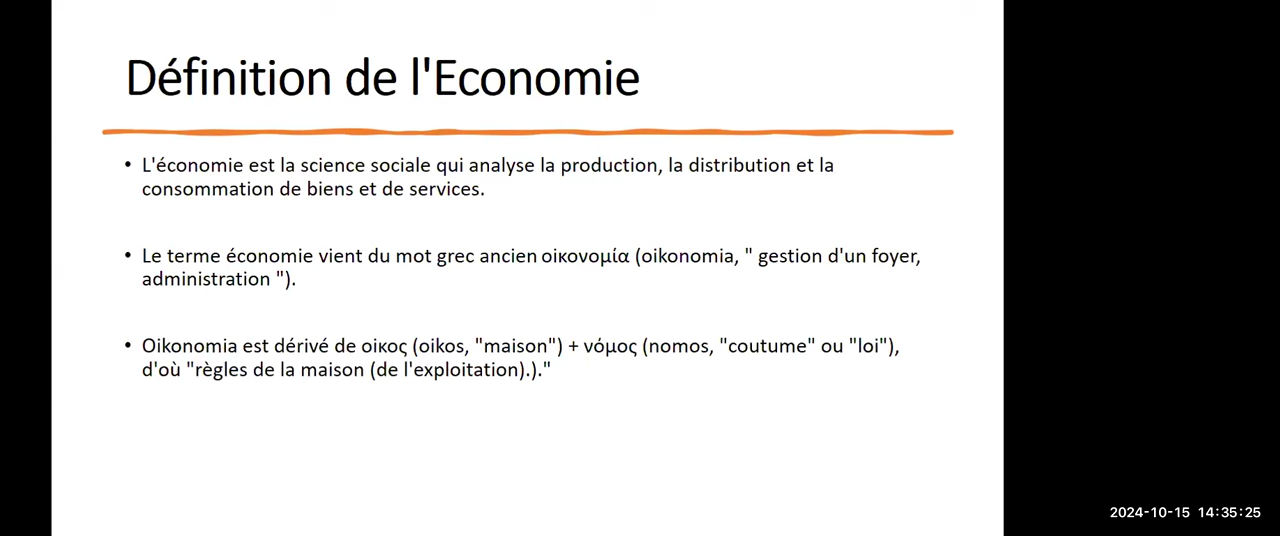 Définition de l'Economie
• L'économie est la science sociale qui analyse la production, la distribution et la
consommation de biens et de services.
• Le terme économie vient du mot grec ancien οικονομία (oikonomia, " gestion d'un foyer,
administration ").
• Oikonomia est dérivé de οικος (oikos, "maison") + νόμος (nomos, "coutume" ou "loi"),
d'où "règles de la maison (de l'exploitation).)."
2024-10-15 14:35:25